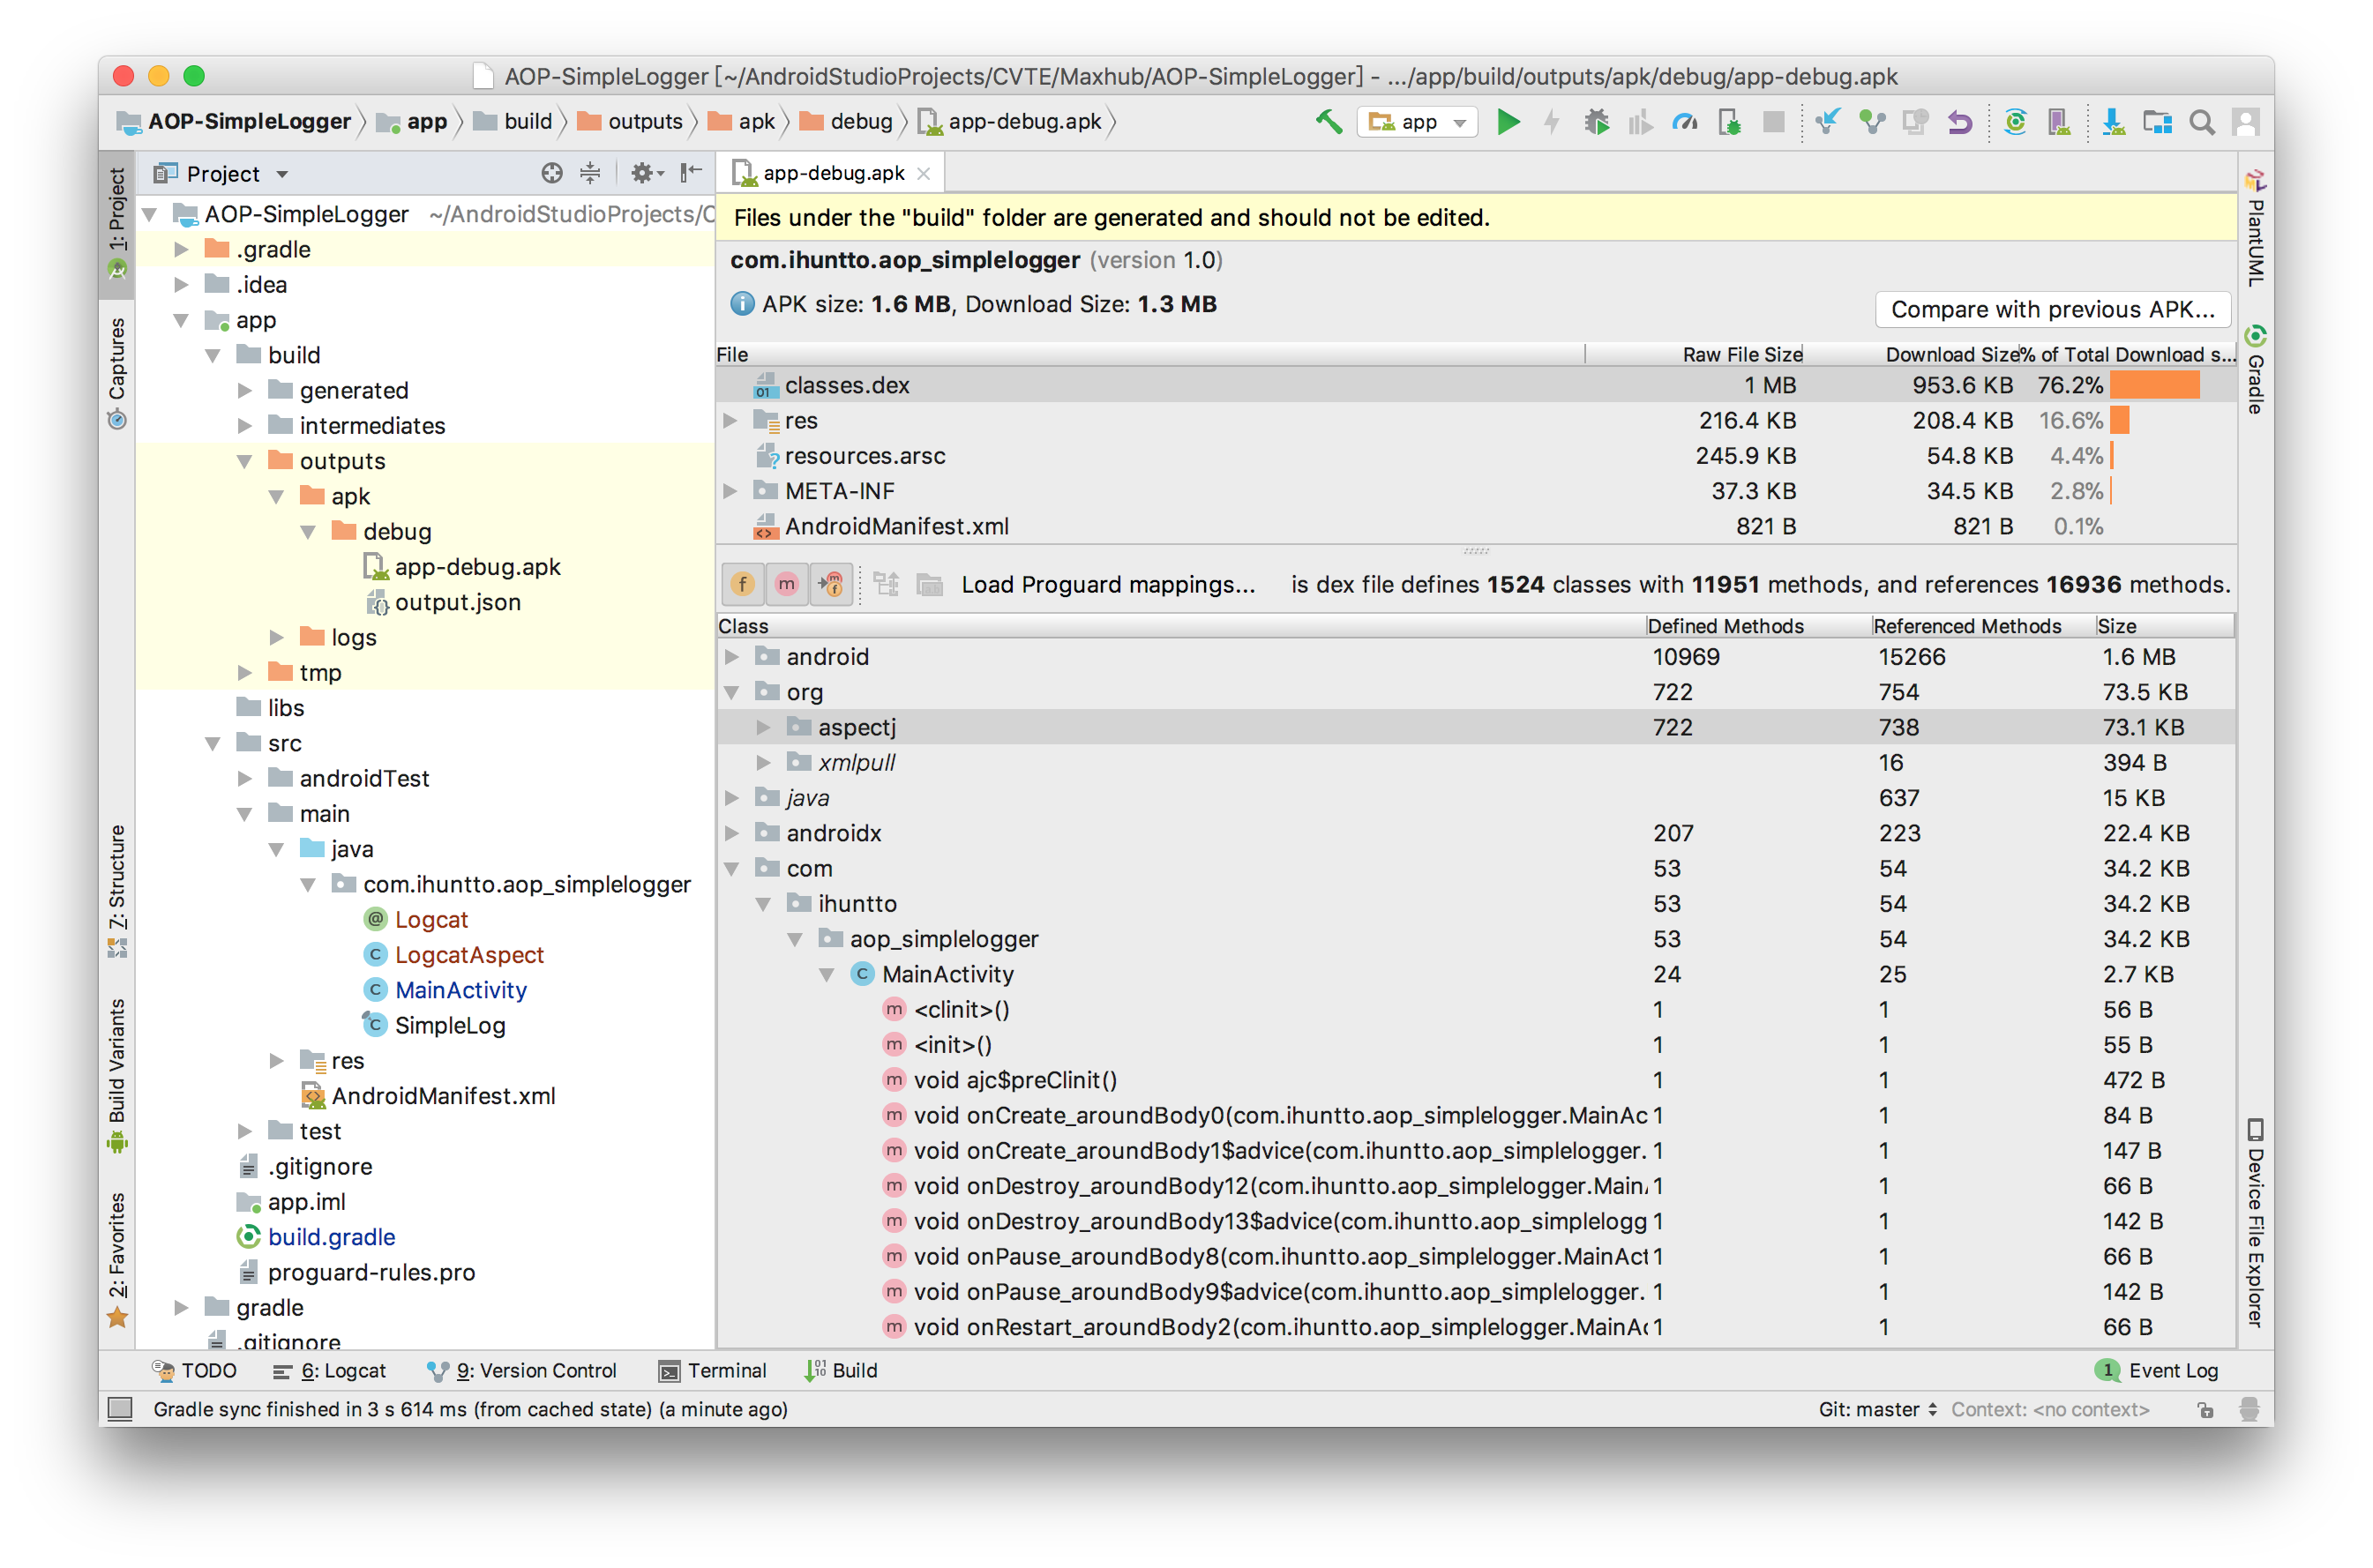 AOP-SimpleLogger [~/AndroidStudioProjects/CVTE/Maxhub/AOP-SimpleLogger] - .../app/build/outputs/apk/debug/app-debug.apk
AOP-SimpleLogger app build outputs apk debug app-debug.apk app
1: Project
Captures
7: Structure
Build Variants
2: Favorites
Project
AOP-SimpleLogger ~/AndroidStudioProjects/C
.gradle
.idea
app
build
generated
intermediates
outputs
apk
debug
app-debug.apk
output.json
logs
tmp
libs
src
androidTest
main
java
com.ihuntto.aop_simplelogger
Logcat
LogcatAspect
MainActivity
SimpleLog
res
AndroidManifest.xml
test
.gitignore
app.iml
build.gradle
proguard-rules.pro
gradle
.gitignore
app-debug.apk
Files under the "build" folder are generated and should not be edited.
com.ihuntto.aop_simplelogger (version 1.0)
APK size: 1.6 MB, Download Size: 1.3 MB
Compare with previous APK...
File Raw File Size Download Size % of Total Download s...
classes.dex 1 MB 953.6 KB 76.2%
res 216.4 KB 208.4 KB 16.6%
resources.arsc 245.9 KB 54.8 KB 4.4%
META-INF 37.3 KB 34.5 KB 2.8%
AndroidManifest.xml 821 B 821 B 0.1%
Load Proguard mappings... is dex file defines 1524 classes with 11951 methods, and references 16936 methods.
Class Defined Methods Referenced Methods Size
android 10969 15266 1.6 MB
org 722 754 73.5 KB
aspectj 722 738 73.1 KB
xmlpull 16 394 B
java 637 15 KB
androidx 207 223 22.4 KB
com 53 54 34.2 KB
ihuntto 53 54 34.2 KB
aop_simplelogger 53 54 34.2 KB
MainActivity 24 25 2.7 KB
<clinit>() 1 1 56 B
<init>() 1 1 55 B
void ajc$preClinit() 1 1 472 B
void onCreate_aroundBody0(com.ihuntto.aop_simplelogger.MainAc 1 1 84 B
void onCreate_aroundBody1$advice(com.ihuntto.aop_simplelogger. 1 1 147 B
void onDestroy_aroundBody12(com.ihuntto.aop_simplelogger.MainA 1 1 66 B
void onDestroy_aroundBody13$advice(com.ihuntto.aop_simplelogg 1 1 142 B
void onPause_aroundBody8(com.ihuntto.aop_simplelogger.MainAct 1 1 66 B
void onPause_aroundBody9$advice(com.ihuntto.aop_simplelogger. 1 1 142 B
void onRestart_aroundBody2(com.ihuntto.aop_simplelogger.MainAc 1 1 66 B
PlantUML
Gradle
Device File Explorer
TODO 6: Logcat 9: Version Control Terminal Build 1 Event Log
Gradle sync finished in 3 s 614 ms (from cached state) (a minute ago) Git: master Context: <no context>